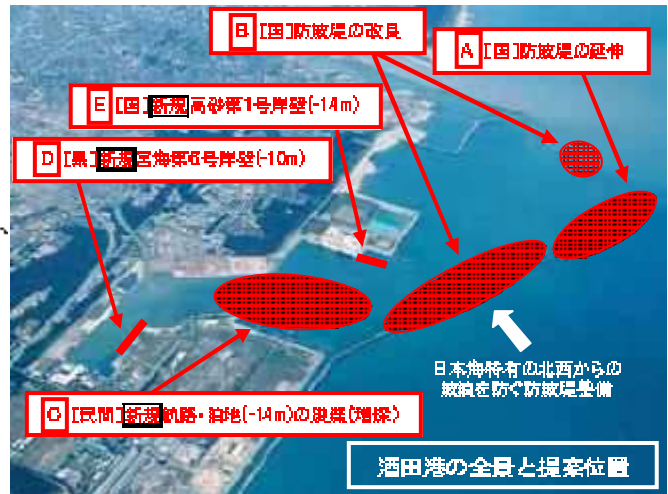 B [国]防波堤の改良
A [国]防波堤の延伸
E [国]新規高砂第1号岸壁(-14m)
D [県]新規宮海第6号岸壁(-10m)
日本海特有の北西からの
波浪を防ぐ防波堤整備
C [民間]新規航路・泊地(-14m)の浚渫(増深)
酒田港の全景と提案位置